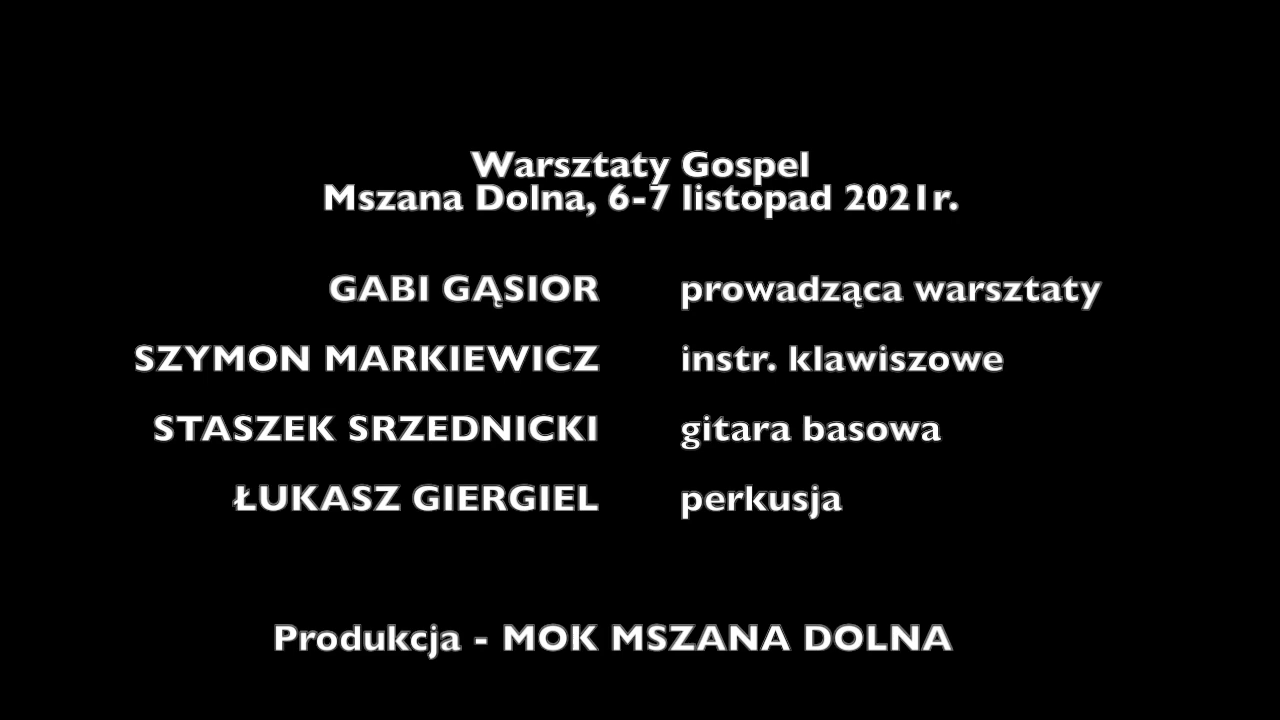 Warsztaty Gospel
Mszana Dolna, 6-7 listopad 2021r.
GABI GĄSIOR prowadząca warsztaty
SZYMON MARKIEWICZ instr. klawiszowe
STASZEK SRZEDNICKI gitara basowa
ŁUKASZ GIERGIEL perkusja
Produkcja - MOK MSZANA DOLNA